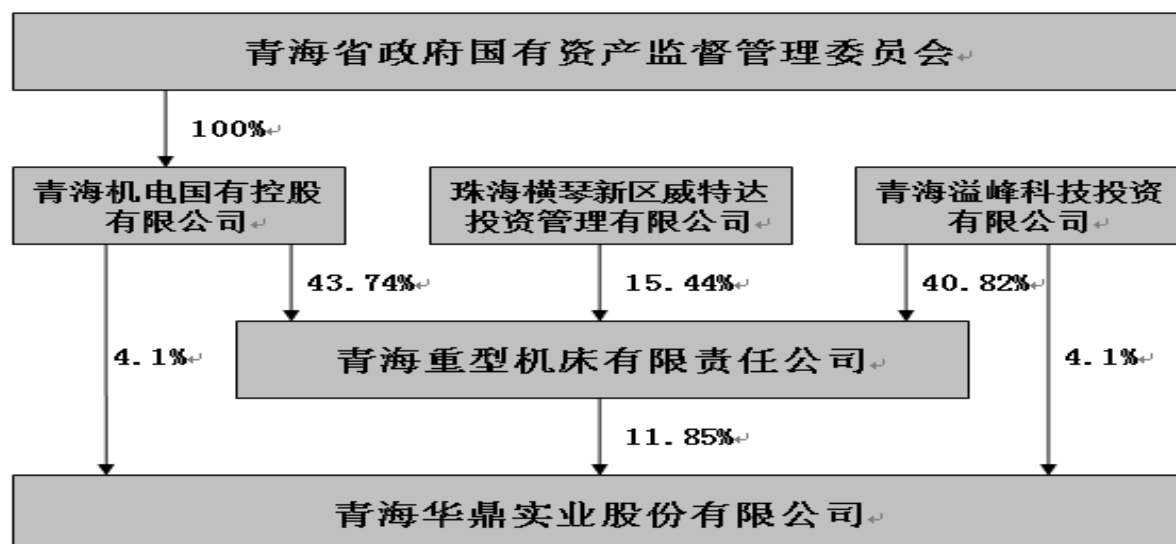 青海省政府国有资产监督管理委员会
100%
青海机电国有控股
有限公司
珠海横琴新区威特达
投资管理有限公司
青海溢峰科技投资
有限公司
43.74%
15.44%
40.82%
4.1%
青海重型机床有限责任公司
4.1%
11.85%
青海华鼎实业股份有限公司